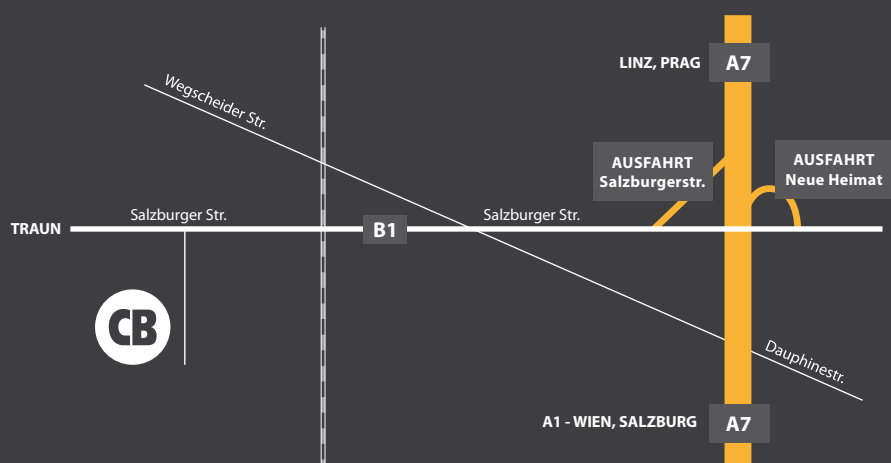 LINZ, PRAG A7
Wegscheider Str.
AUSFAHRT
Salzburgerstr.
AUSFAHRT
Neue Heimat
Salzburger Str.
Salzburger Str.
TRAUN
B1
CB
Dauphinestr.
A1 - WIEN, SALZBURG A7